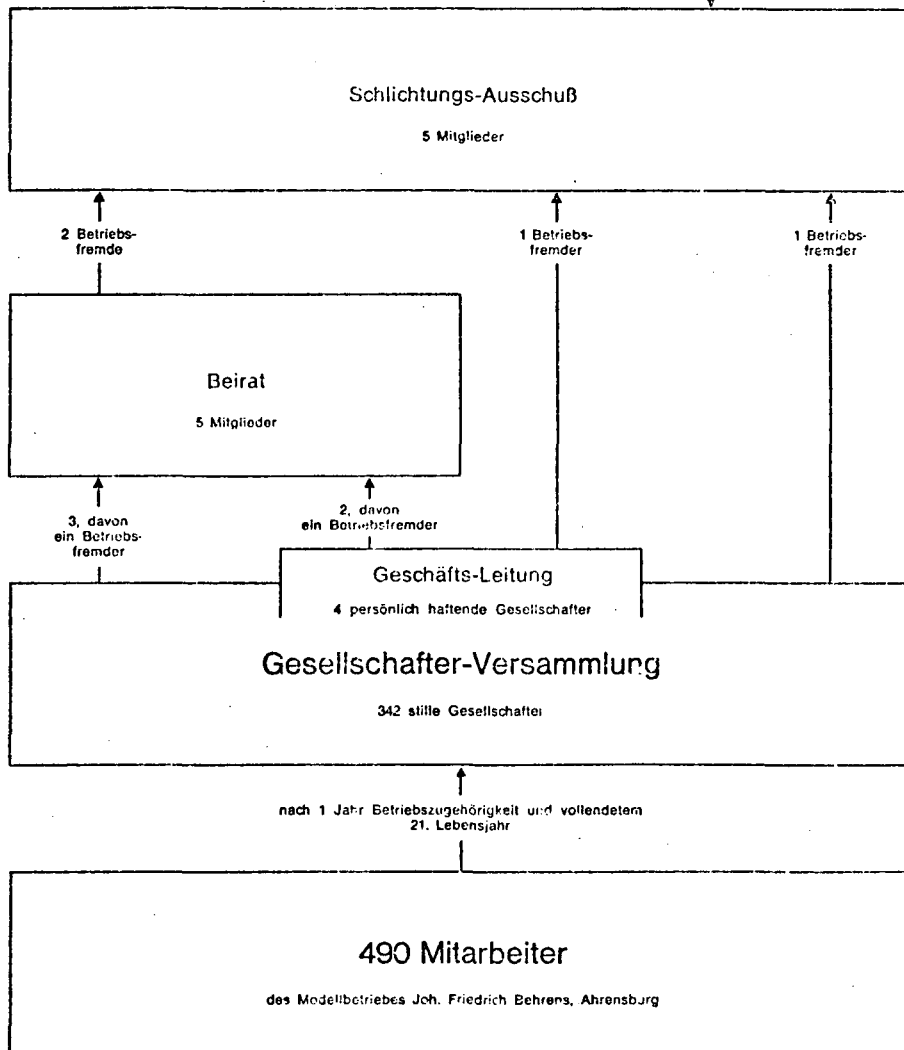 Schlichtungs-Ausschuß
5 Mitglieder
2 Betriebs-
fremde
1 Betriebs-
fremder
1 Betriebs-
fremder
Beirat
5 Mitglieder
3, davon
ein Betriebs-
fremder
2, davon
ein Betriebsfremder
Geschäfts-Leitung
4 persönlich haftende Gesellschafter
Gesellschafter-Versammlung
342 stille Gesellschafter
nach 1 Jahr Betriebszugehörigkeit und vollendetem
21. Lebensjahr
490 Mitarbeiter
des Modellbetriebes Joh. Friedrich Behrens, Ahrensburg